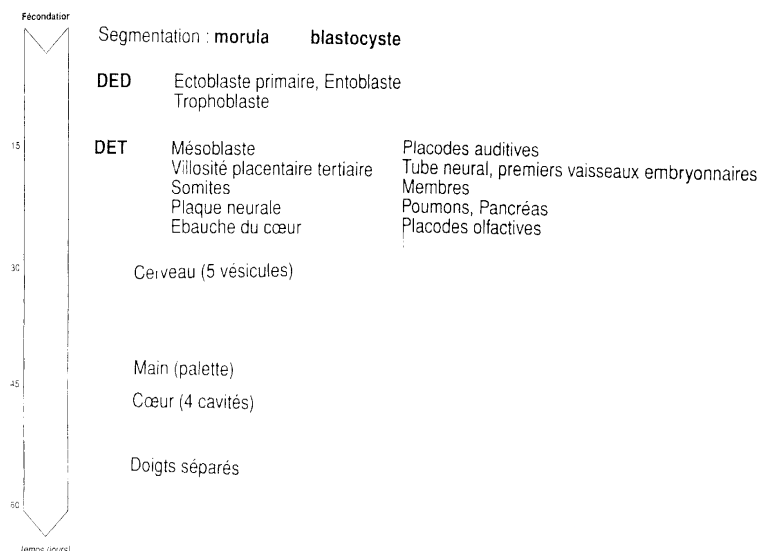 Fécondation
Segmentation : morula blastocyste
DED Ectoblaste primaire, Entoblaste
Trophoblaste
15
DET Mésoblaste
Villosité placentaire tertiaire
Somites
Plaque neurale
Ebauche du cœur
Placodes auditives
Tube neural, premiers vaisseaux embryonnaires
Membres
Poumons, Pancréas
Placodes olfactives
30
Cerveau (5 vésicules)
Main (palette)
45
Cœur (4 cavités)
Doigts séparés
60
Temps (jours)